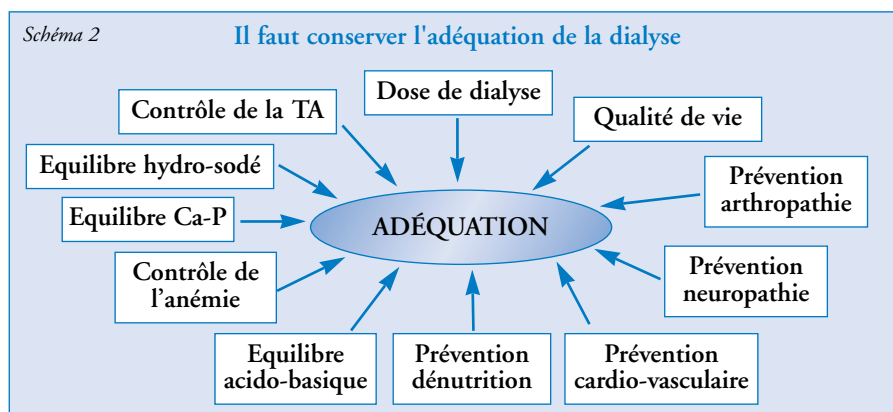 Schéma 2
Il faut conserver l'adéquation de la dialyse
Dose de dialyse
Contrôle de la TA
Qualité de vie
Equilibre hydro-sodé
Prévention
arthropathie
Equilibre Ca-P
ADÉQUATION
Contrôle de
l'anémie
Prévention
neuropathie
Equilibre
acido-basique
Prévention
dénutrition
Prévention
cardio-vasculaire